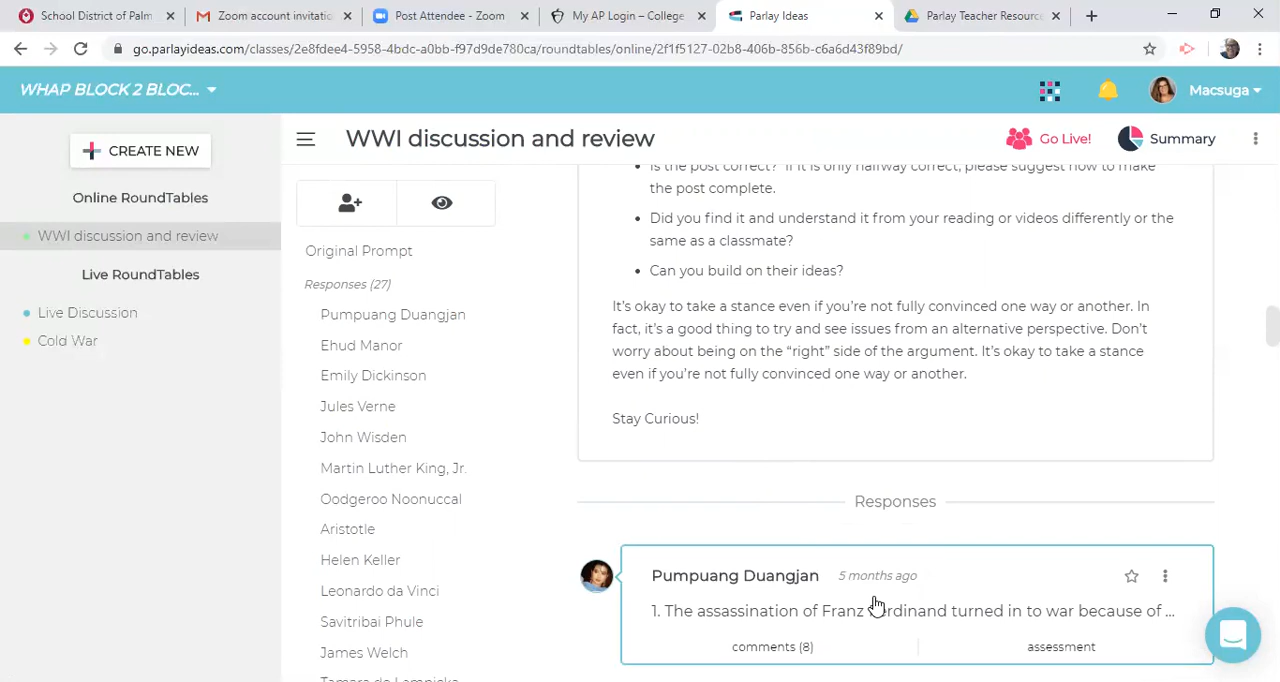 School District of Palm
Zoom account invitati
Post Attendee - Zoom
My AP Login – College
Parlay Ideas
Parlay Teacher Resourc
go.parlayideas.com/classes/2e8fdee4-5958-4bdc-a0bb-f97d9de780ca/roundtables/online/2f1f5127-02b8-406b-856b-c6a6d43f89bd/
WHAP BLOCK 2 BLOC...
Macsuga
CREATE NEW
WWI discussion and review
Go Live!
Summary
Online RoundTables
WWI discussion and review
Live RoundTables
Live Discussion
Cold War
Original Prompt
Responses (27)
Pumpuang Duangjan
Ehud Manor
Emily Dickinson
Jules Verne
John Wisden
Martin Luther King, Jr.
Oodgeroo Noonuccal
Aristotle
Helen Keller
Leonardo da Vinci
Savitribai Phule
James Welch
Tamara de Lempicka
• Is the post correct? If it is only halfway correct, please suggest how to make
the post complete.
• Did you find it and understand it from your reading or videos differently or the
same as a classmate?
• Can you build on their ideas?
It's okay to take a stance even if you're not fully convinced one way or another. In
fact, it's a good thing to try and see issues from an alternative perspective. Don't
worry about being on the “right” side of the argument. It's okay to take a stance
even if you're not fully convinced one way or another.
Stay Curious!
Responses
Pumpuang Duangjan 5 months ago
1. The assassination of Franz Ferdinand turned in to war because of ...
comments (8)
assessment